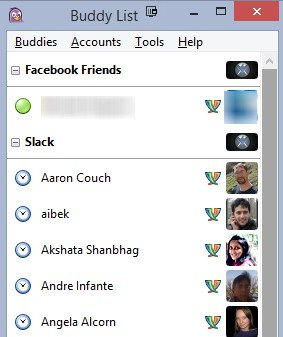 Buddy List
Buddies Accounts Tools Help
Facebook Friends
Slack
Aaron Couch
aibek
Akshata Shanbhag
Andre Infante
Angela Alcorn